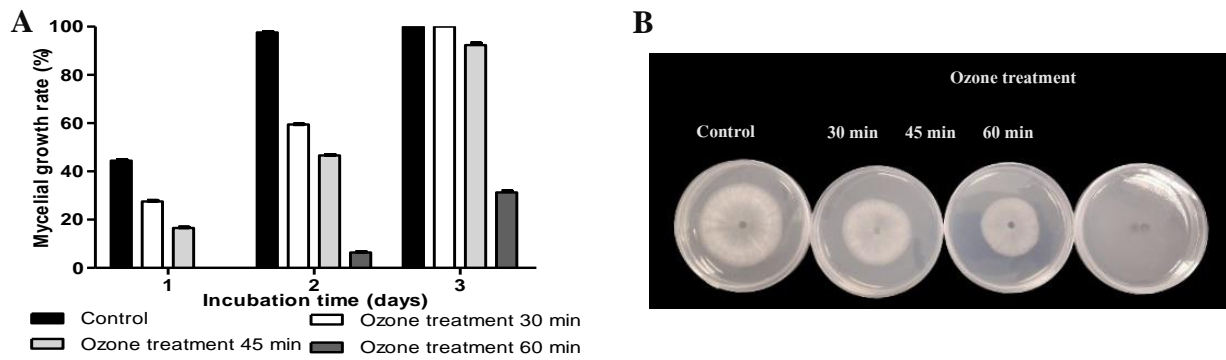 A
Mycelial growth rate (%)
100
80
60
40
20
0
1 2 3
Incubation time (days)
Control
Ozone treatment 30 min
Ozone treatment 45 min
Ozone treatment 60 min
B
Ozone treatment
Control 30 min 45 min 60 min